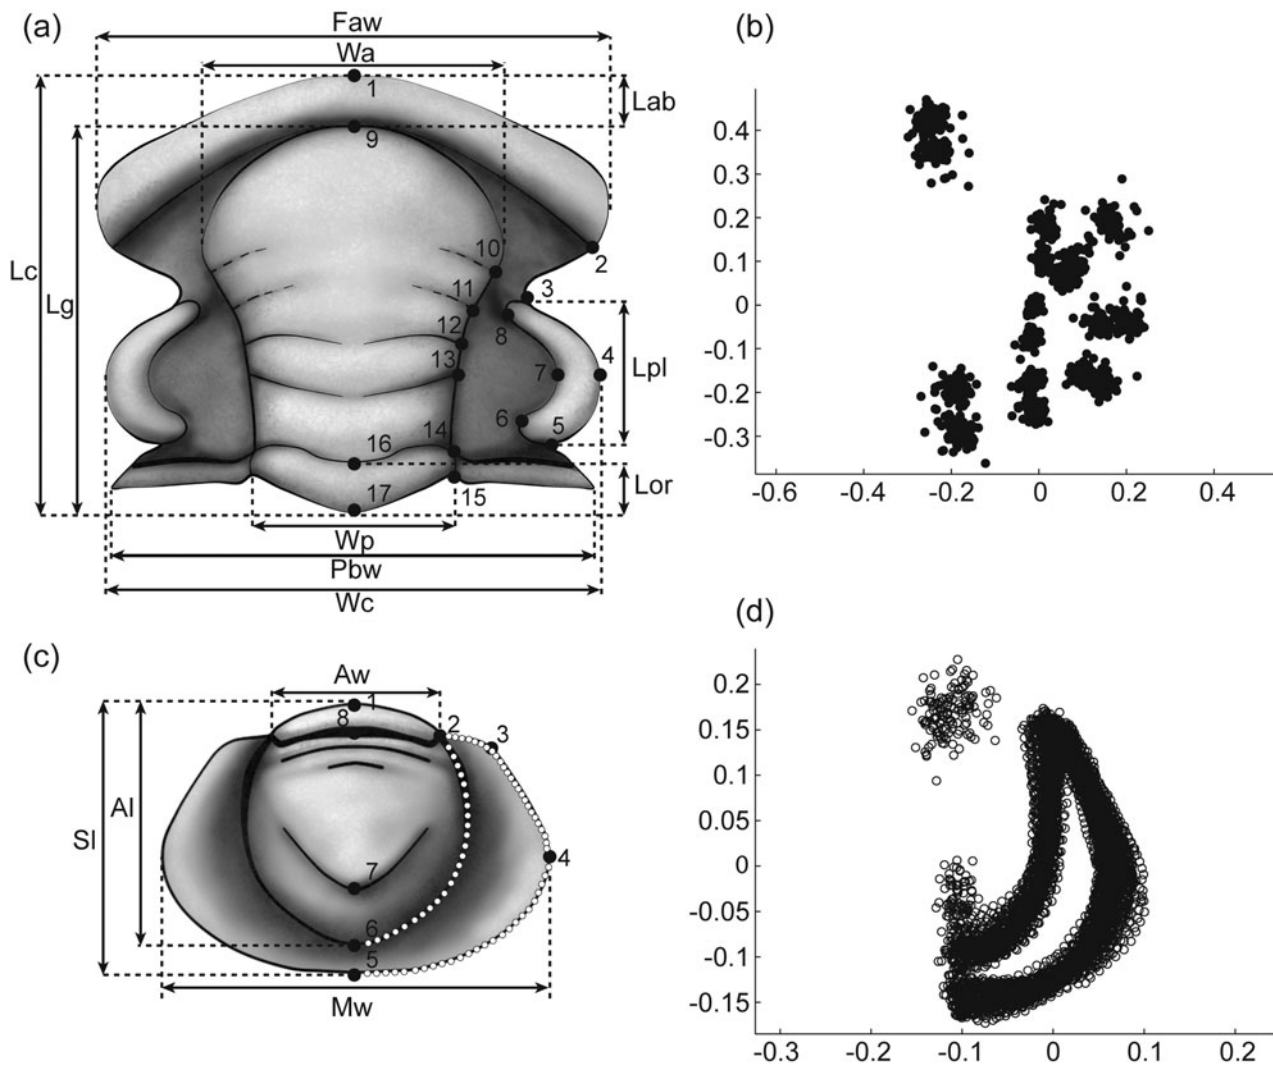 (a)
Faw
Wa
1
Lab
9
Lc
Lg
10
2
11
3
8
12
13
7
4
Lpl
6
5
14
16
15
17
Lor
Wp
Pbw
Wc
(b)
0.4
0.3
0.2
0.1
0
-0.1
-0.2
-0.3
-0.6 -0.4 -0.2 0 0.2 0.4
(c)
Aw
1
8
2
3
Al
Sl
7
4
6
5
Mw
(d)
0.2
0.15
0.1
0.05
0
-0.05
-0.1
-0.15
-0.3 -0.2 -0.1 0 0.1 0.2